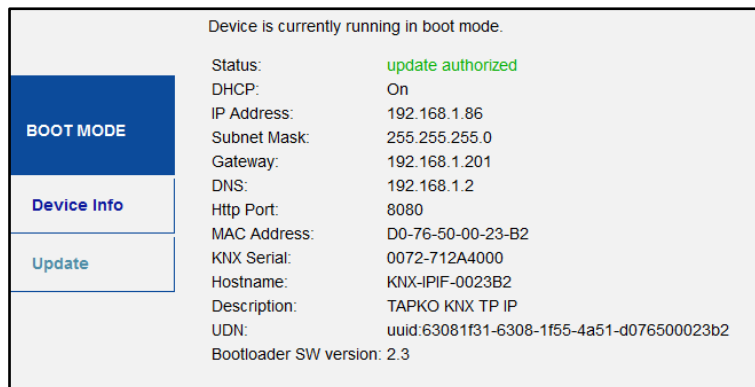 Device is currently running in boot mode.
BOOT MODE
Device Info
Update
Status: update authorized
DHCP: On
IP Address: 192.168.1.86
Subnet Mask: 255.255.255.0
Gateway: 192.168.1.201
DNS: 192.168.1.2
Http Port: 8080
MAC Address: D0-76-50-00-23-B2
KNX Serial: 0072-712A4000
Hostname: KNX-IPIF-0023B2
Description: TAPKO KNX TP IP
UDN: uuid:63081f31-6308-1f55-4a51-d076500023b2
Bootloader SW version: 2.3